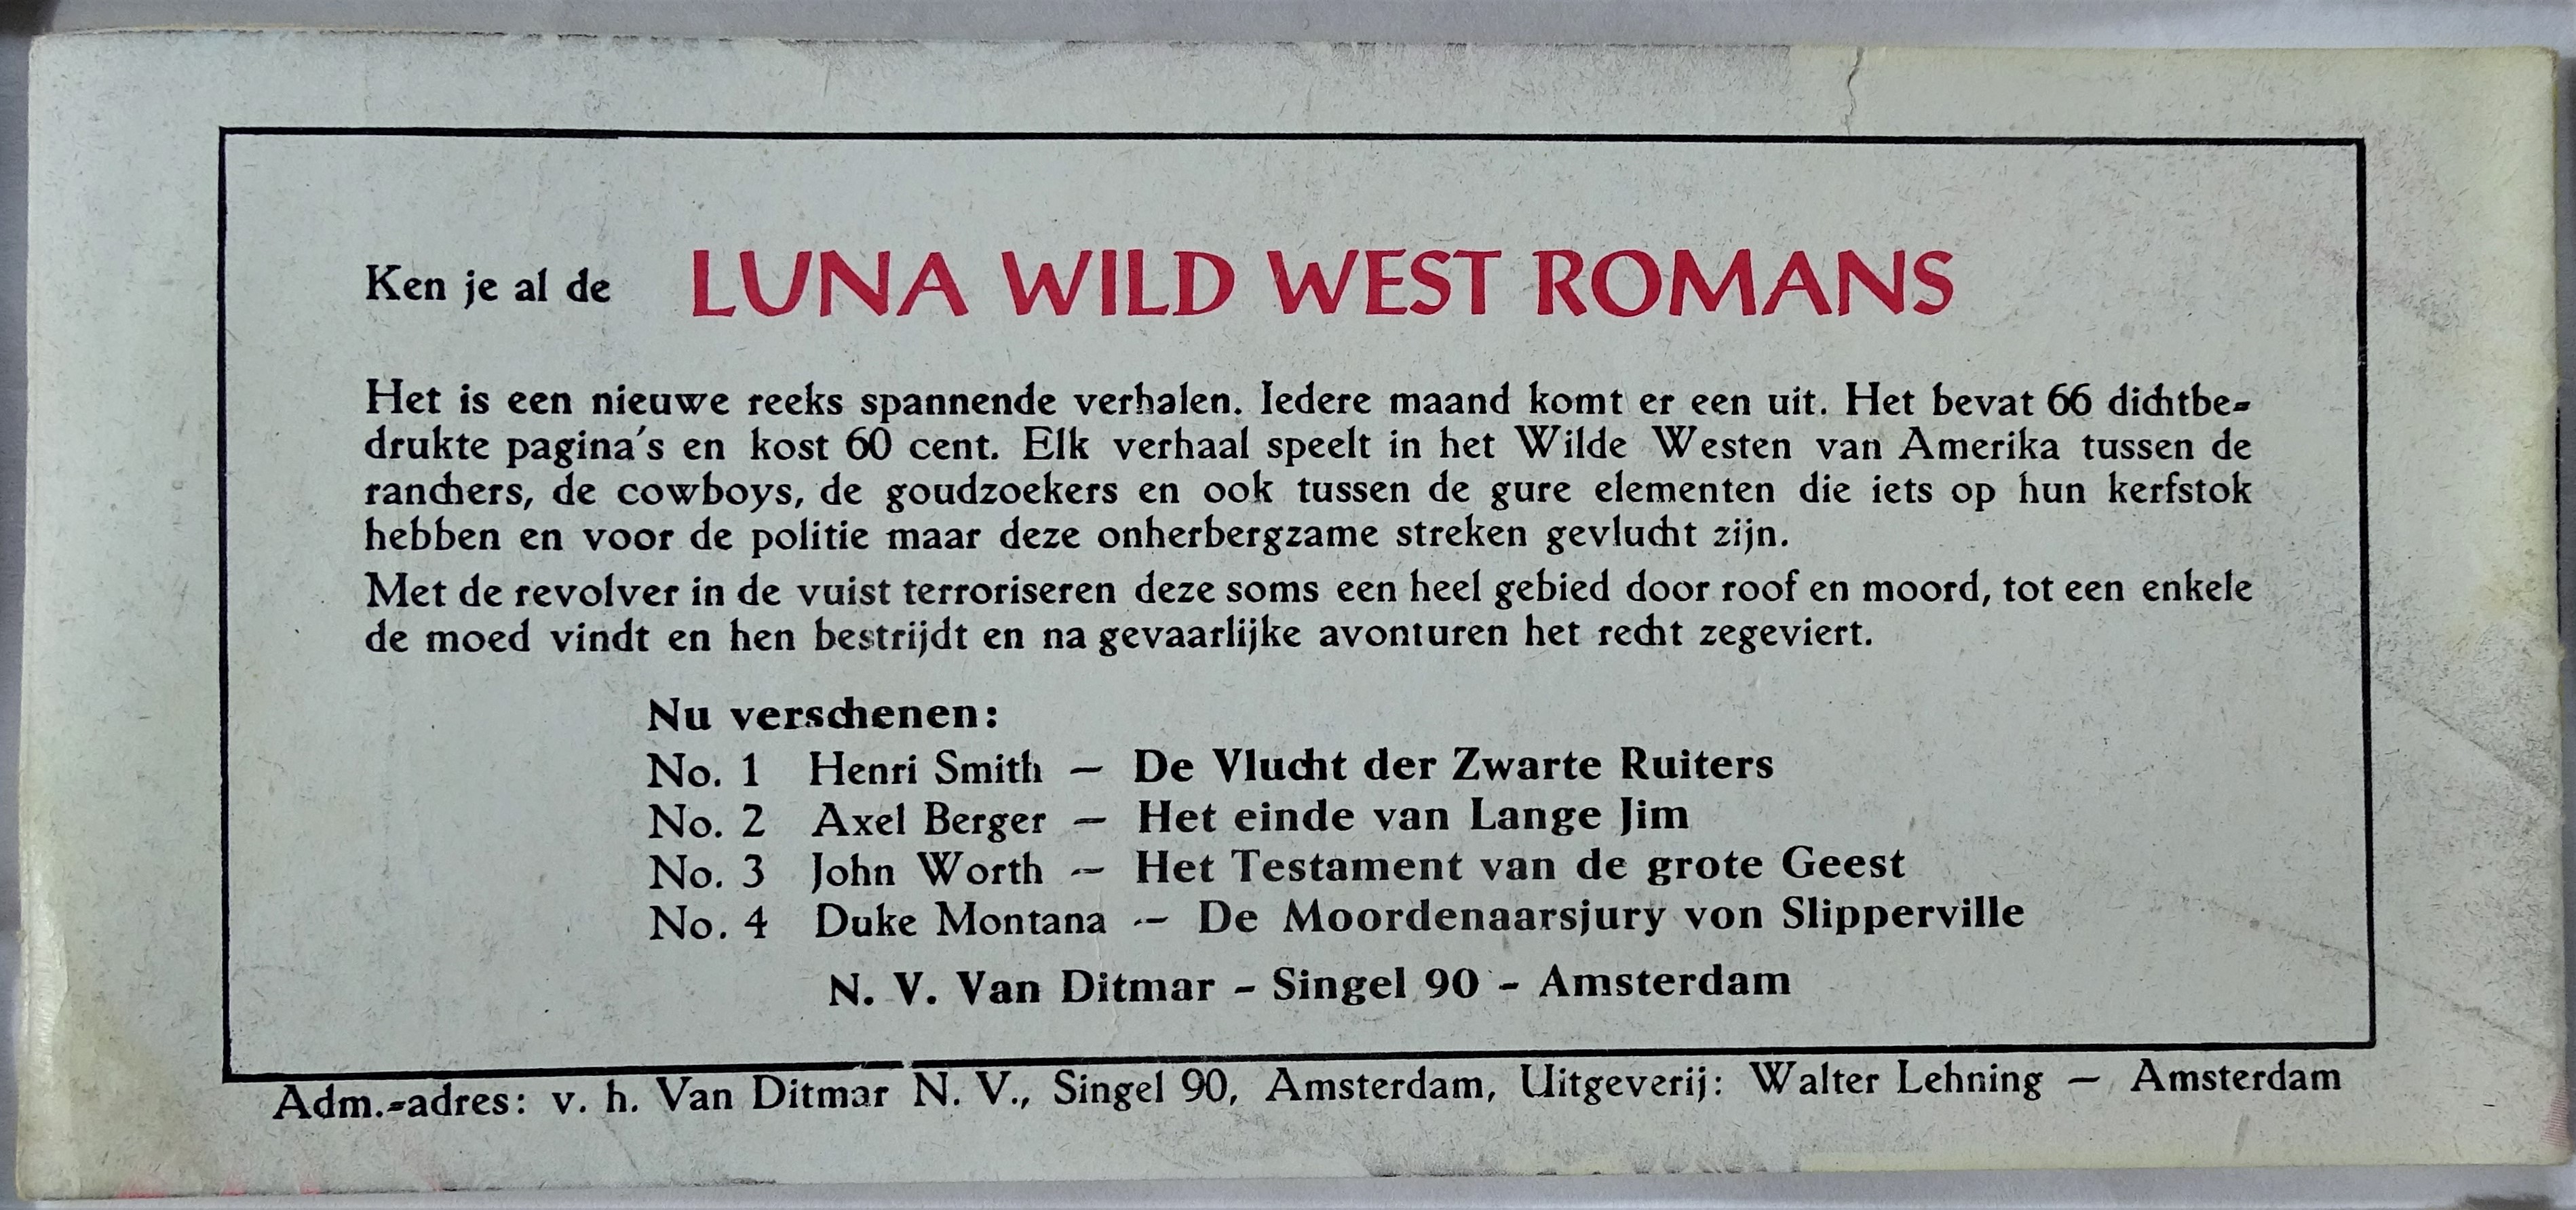 Ken je al de LUNA WILD WEST ROMANS
Het is een nieuwe reeks spannende verhalen. Iedere maand komt er een uit. Het bevat 66 dichtbe-
drukte pagina's en kost 60 cent. Elk verhaal speelt in het Wilde Westen van Amerika tussen de
ranchers, de cowboys, de goudzoekers en ook tussen de gure elementen die iets op hun kerfstok
hebben en voor de politie maar deze onherbergzame streken gevlucht zijn.
Met de revolver in de vuist terroriseren deze soms een heel gebied door roof en moord, tot een enkele
de moed vindt en hen bestrijdt en na gevaarlijke avonturen het recht zegeviert.
Nu verschenen:
No. 1 Henri Smith — De Vlucht der Zwarte Ruiters
No. 2 Axel Berger — Het einde van Lange Jim
No. 3 John Worth — Het Testament van de grote Geest
No. 4 Duke Montana — De Moordenaarsjury von Slipperville
N. V. Van Ditmar - Singel 90 - Amsterdam
Adm.-adres: v. h. Van Ditmar N. V., Singel 90, Amsterdam, Uitgeverij: Walter Lehning — Amsterdam